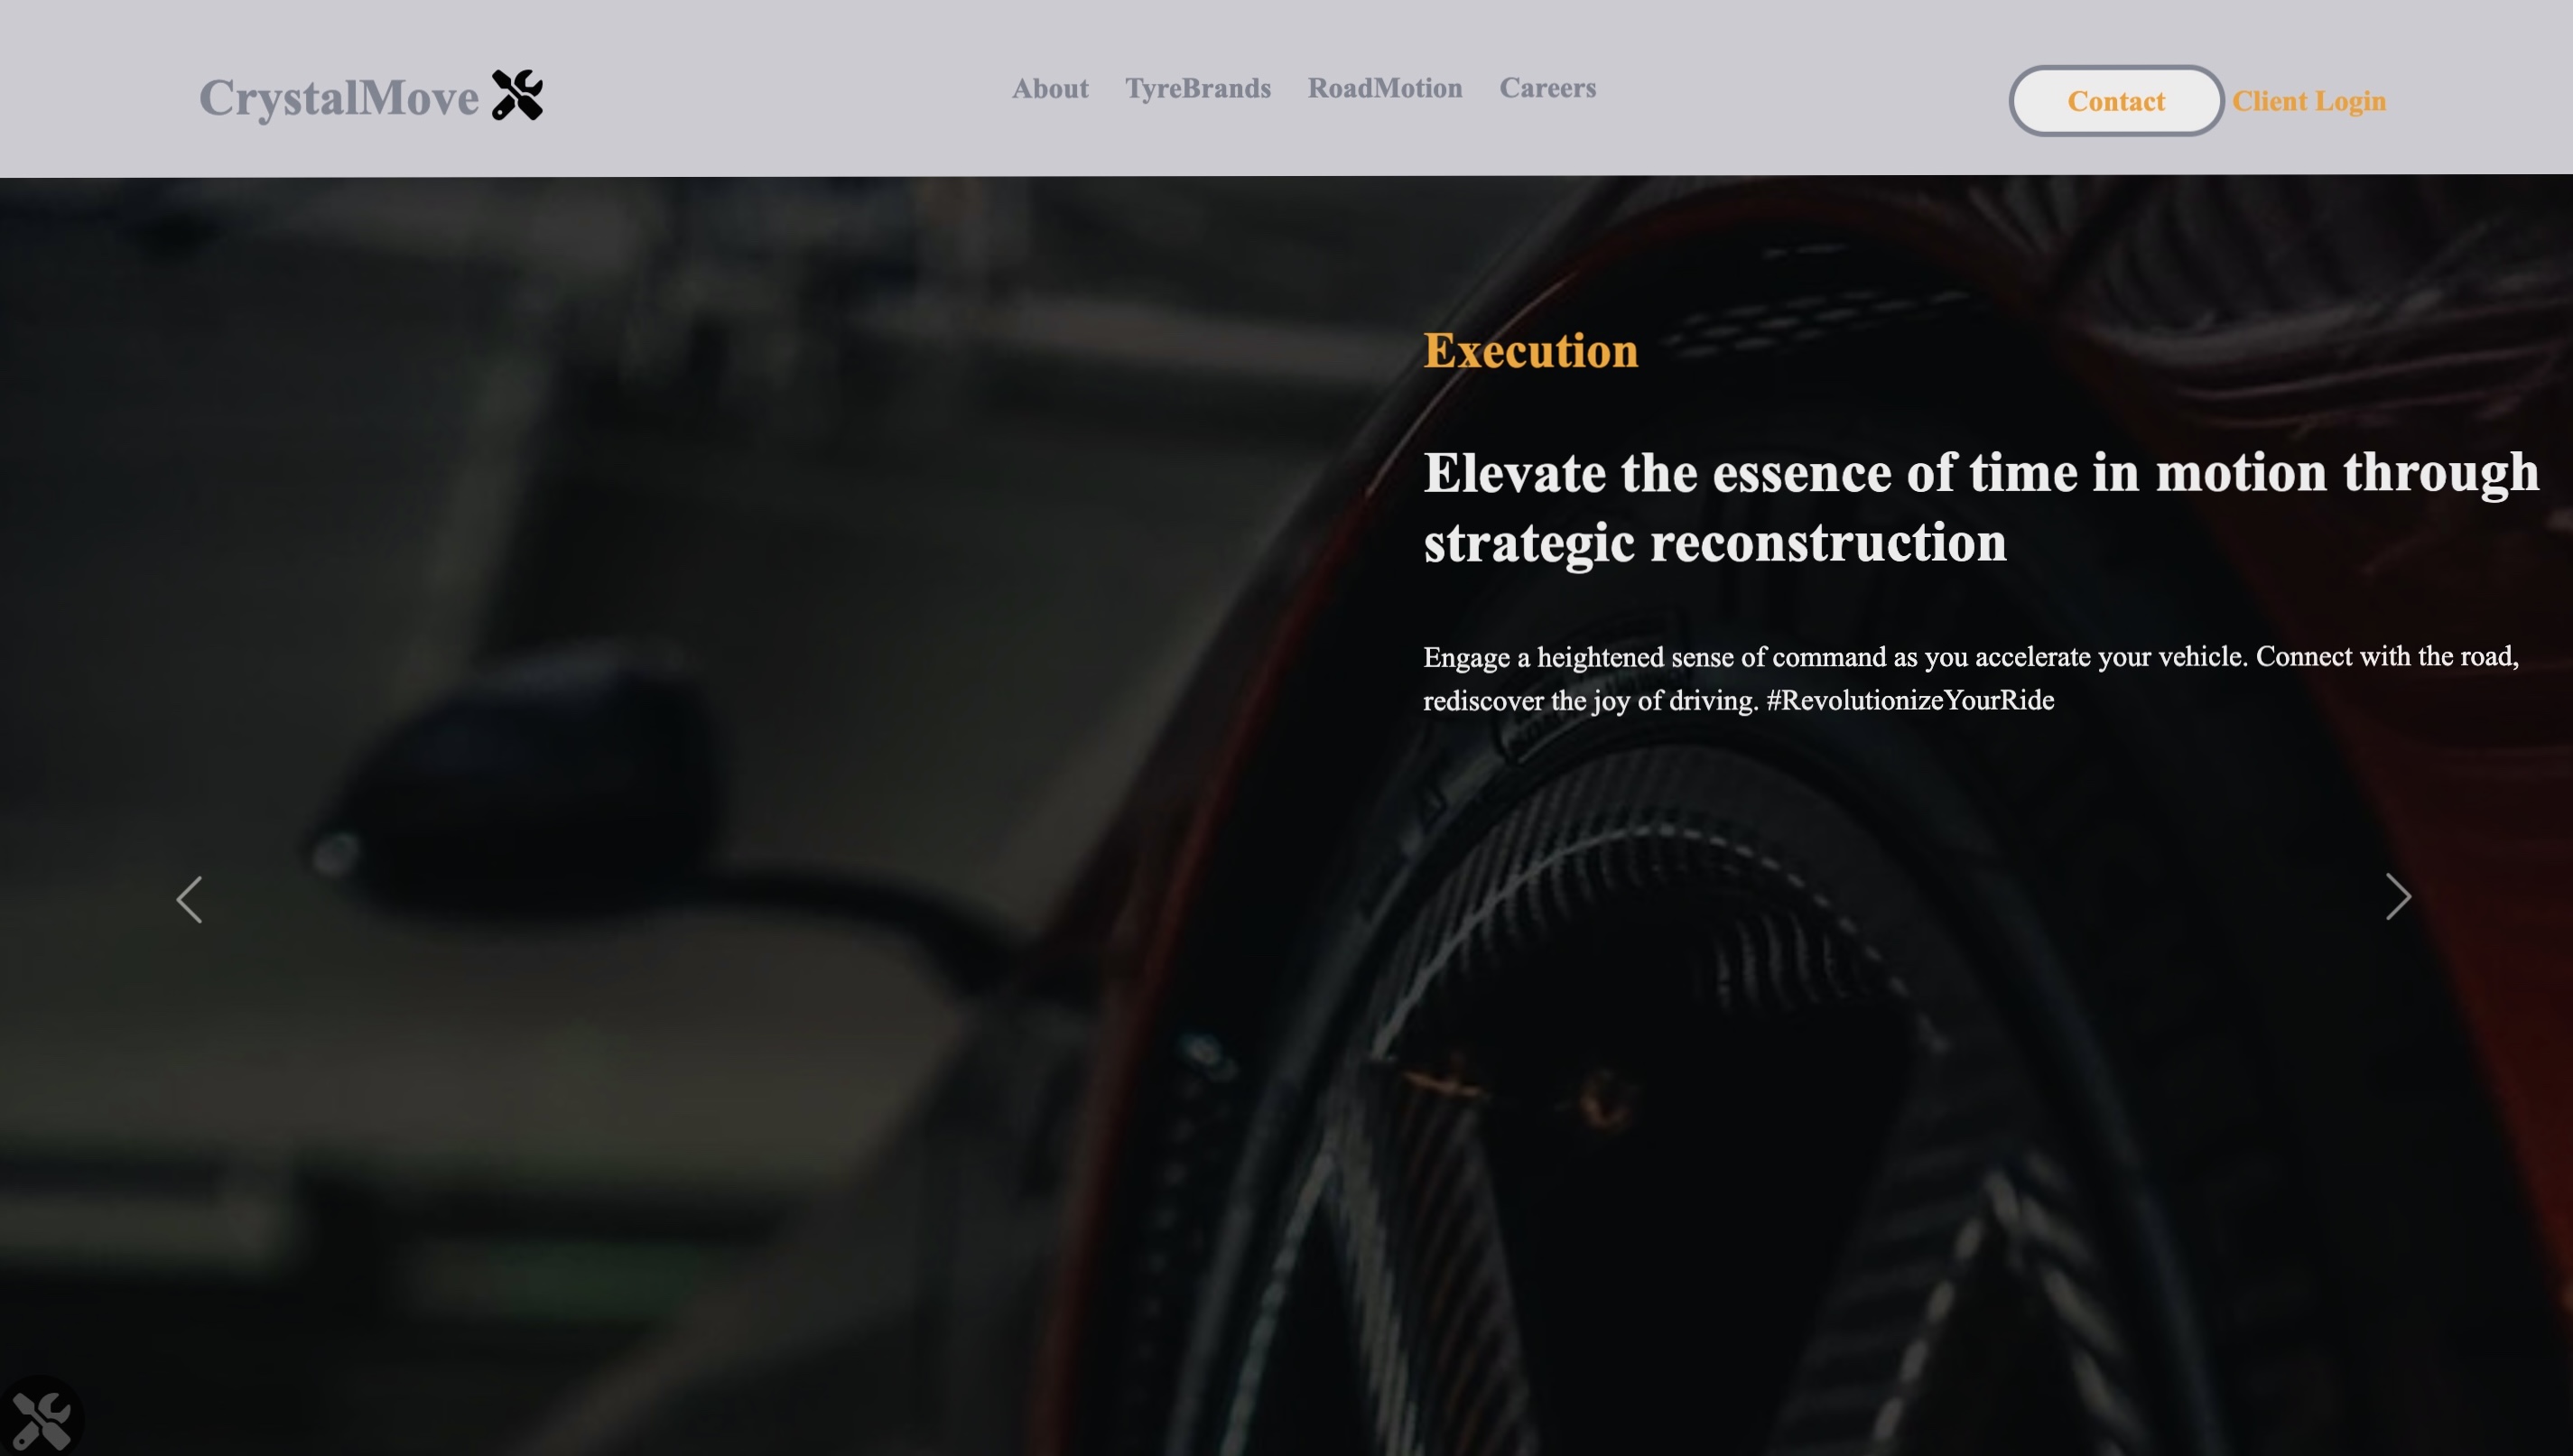 CrystalMove
About TyreBrands RoadMotion Careers
Contact Client Login
Execution
Elevate the essence of time in motion through
strategic reconstruction
Engage a heightened sense of command as you accelerate your vehicle. Connect with the road,
rediscover the joy of driving. #RevolutionizeYourRide